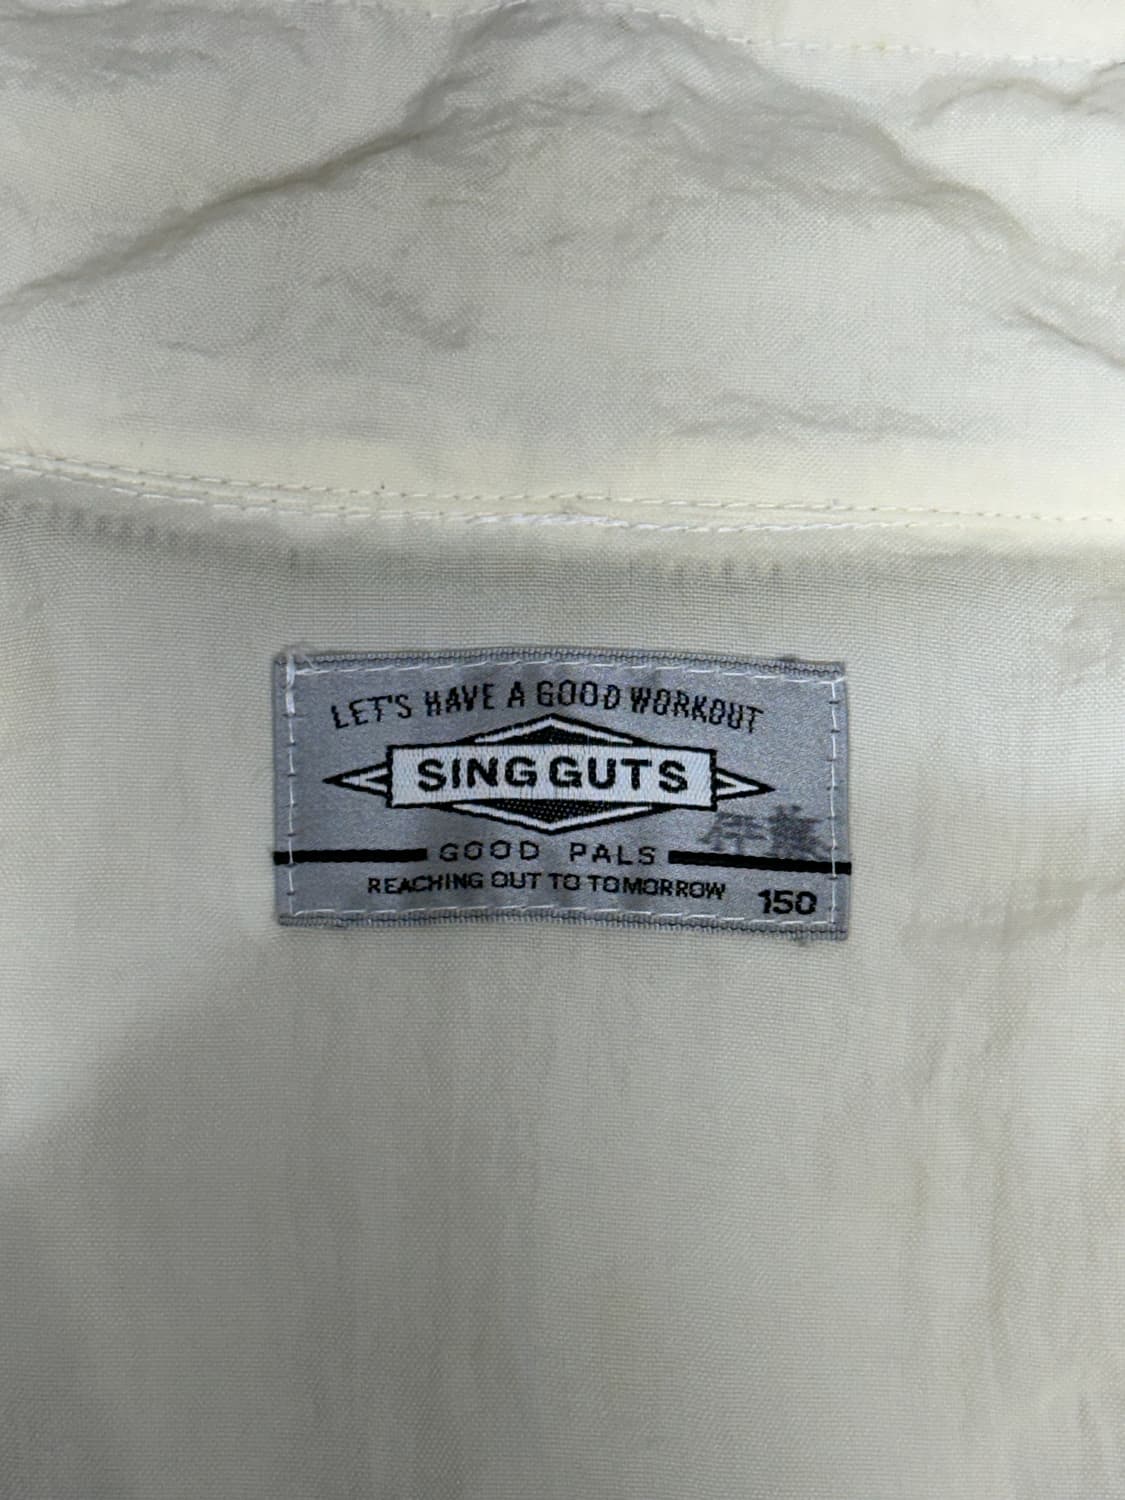 LET'S HAVE A GOOD WORKOUT
SING GUTS
GOOD PALS
REACHING OUT TO TOMORROW
150